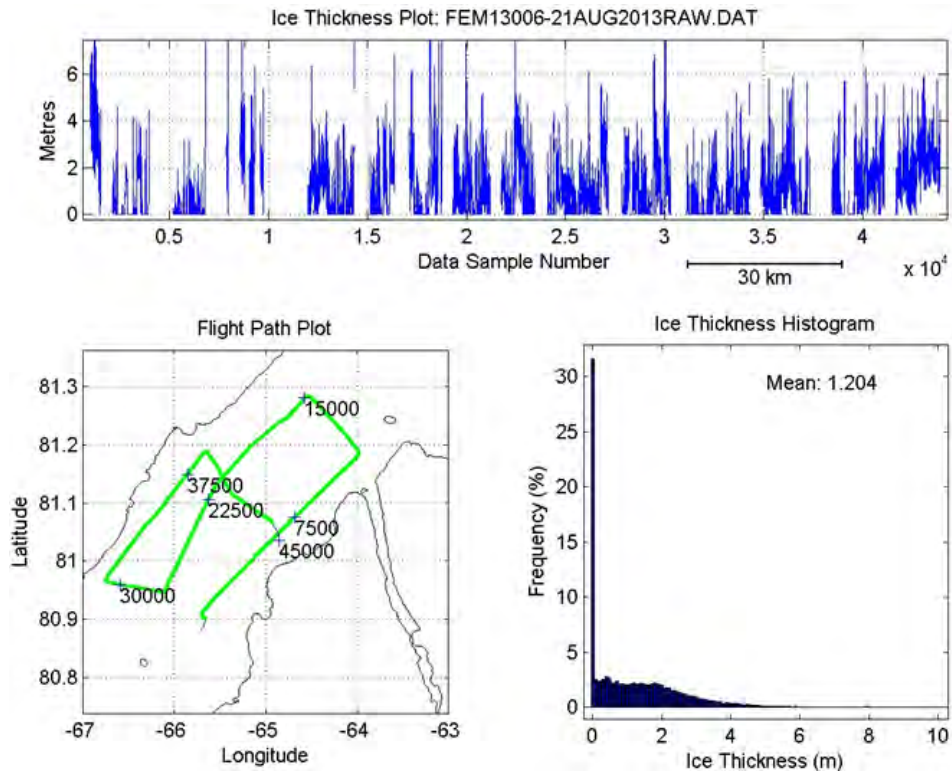 Ice Thickness Plot: FEM13006-21AUG2013RAW.DAT
Metres
6
4
2
0
0.5 1 1.5 2 2.5 3 3.5 4
Data Sample Number
x 10^4
30 km
Flight Path Plot
Latitude
81.3
81.2
81.1
81
80.9
80.8
15000
37500
22500
7500
45000
30000
-67 -66 -65 -64 -63
Longitude
Ice Thickness Histogram
Mean: 1.204
Frequency (%)
30
25
20
15
10
5
0
0 2 4 6 8 10
Ice Thickness (m)